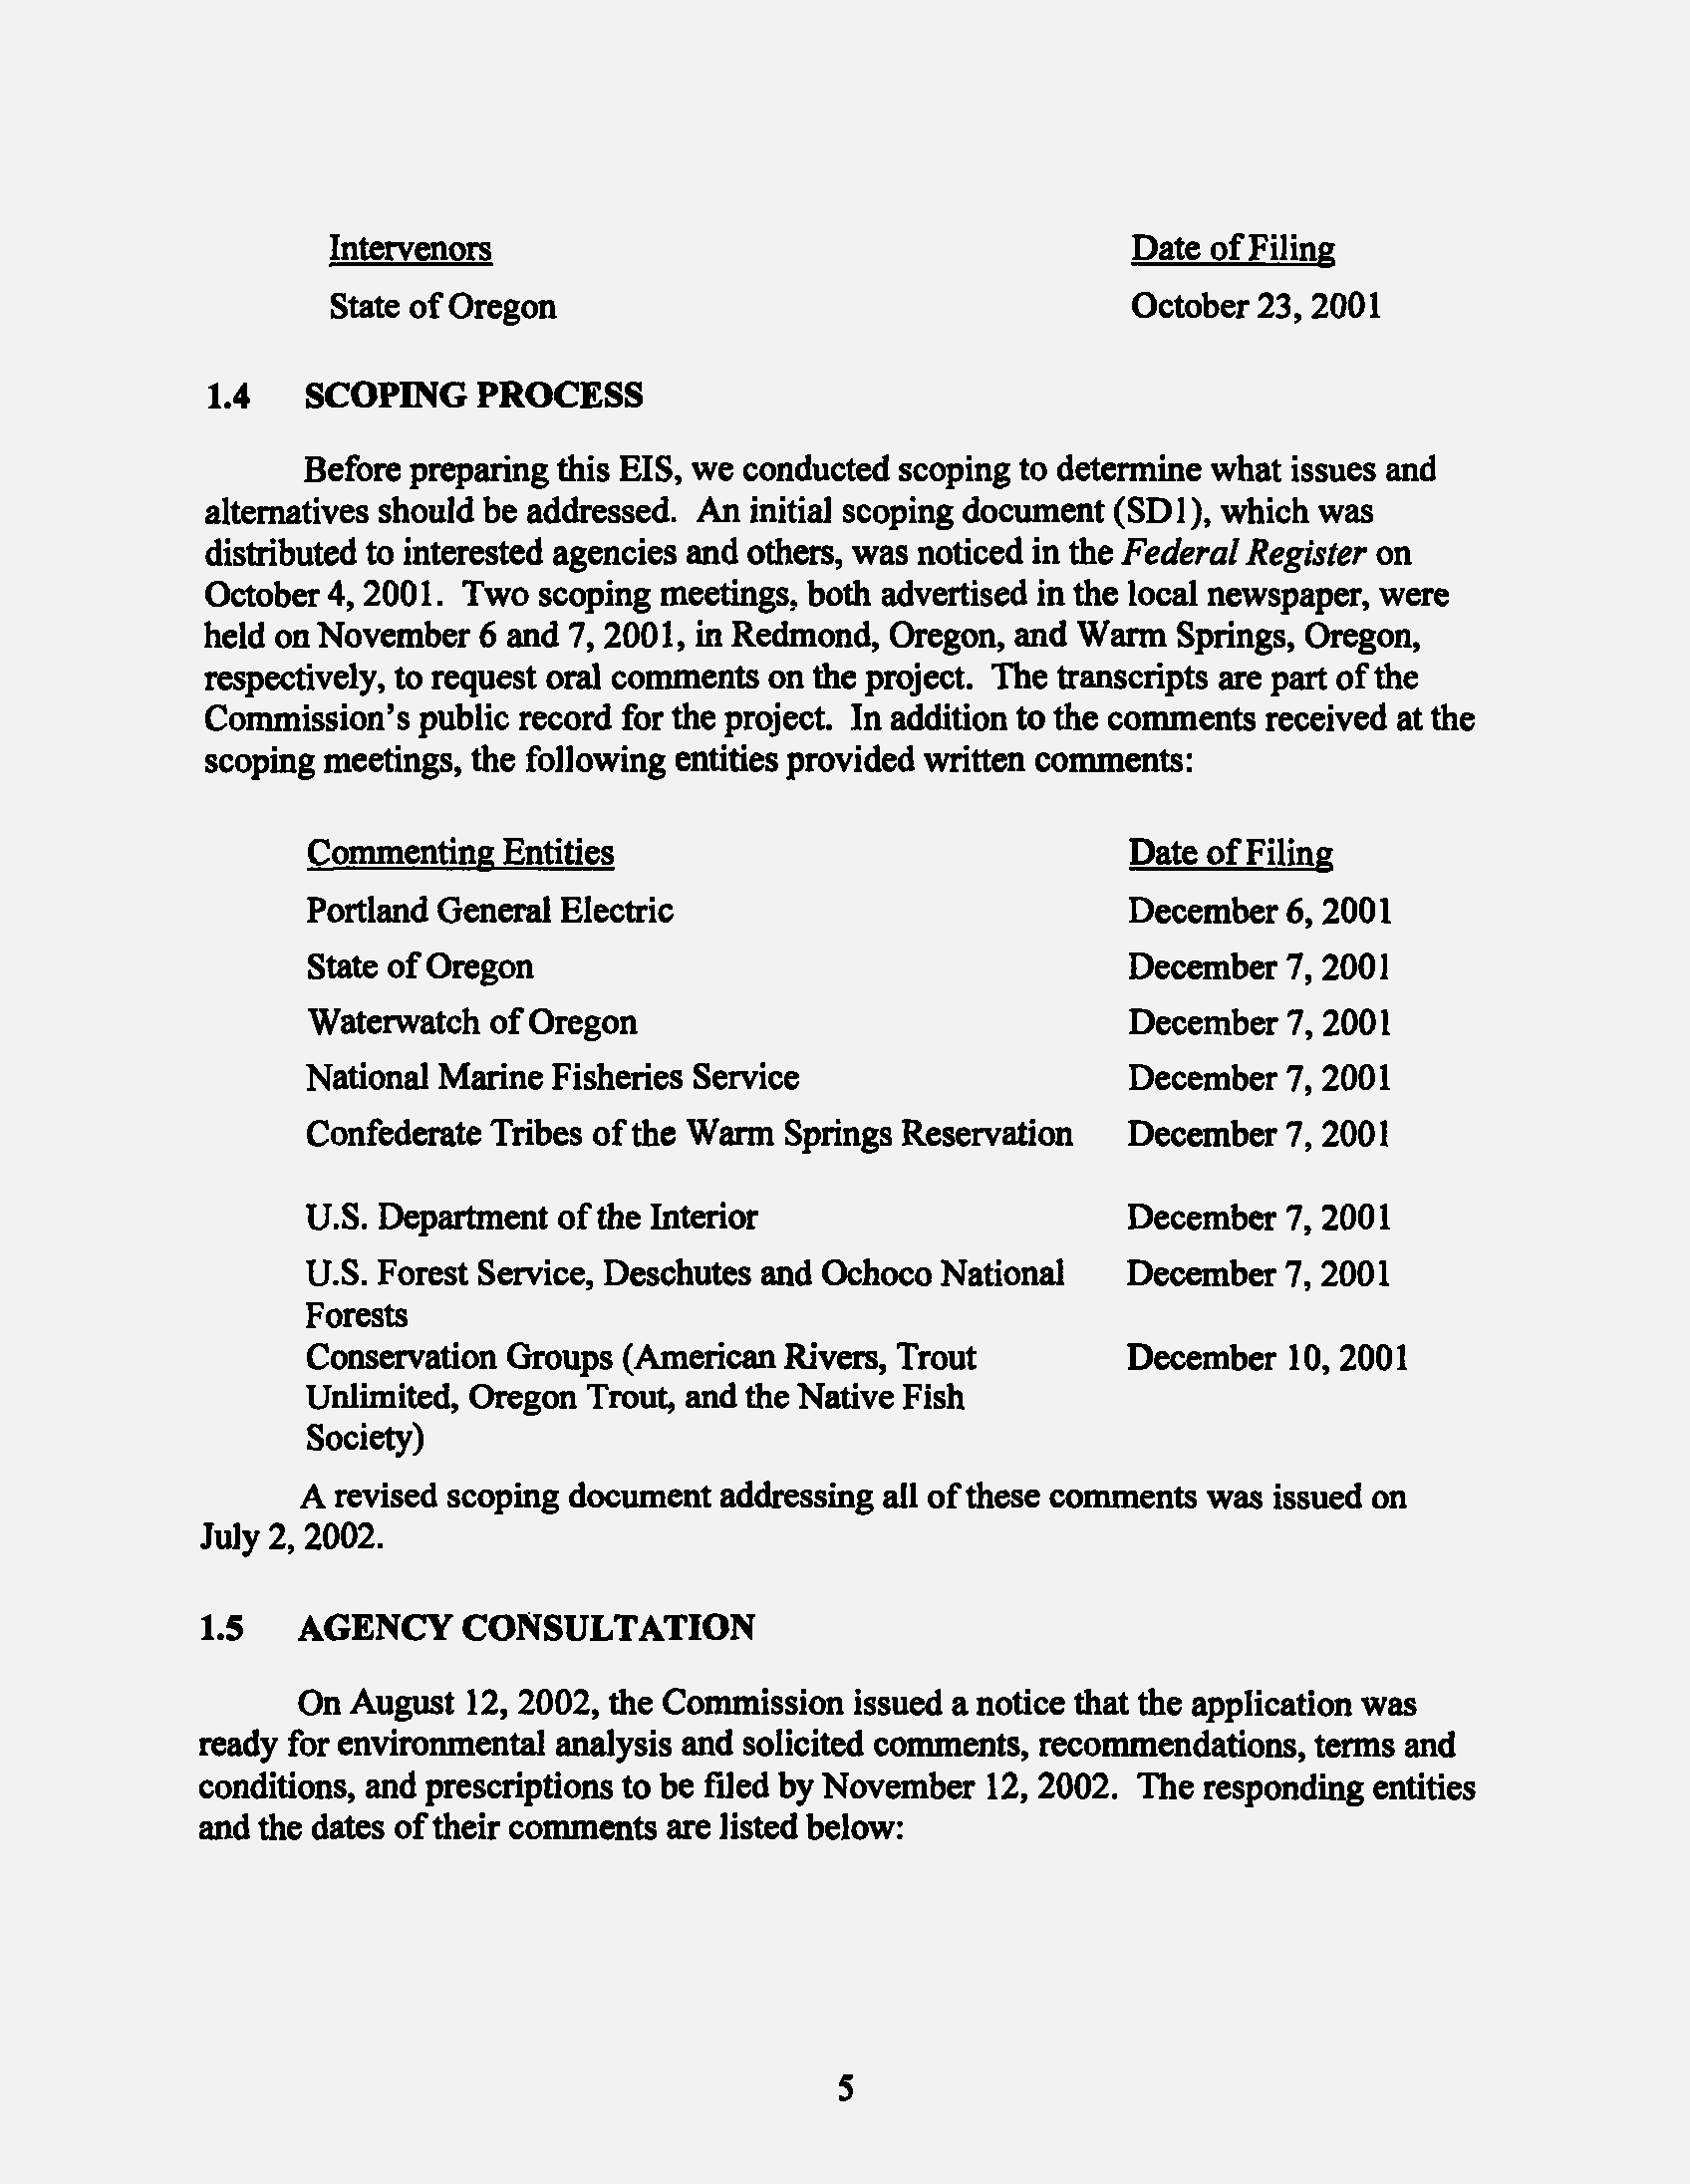 Intervenors Date of Filing
State of Oregon October 23, 2001
1.4 SCOPING PROCESS
Before preparing this EIS, we conducted scoping to determine what issues and
alternatives should be addressed. An initial scoping document (SD1), which was
distributed to interested agencies and others, was noticed in the Federal Register on
October 4, 2001. Two scoping meetings, both advertised in the local newspaper, were
held on November 6 and 7, 2001, in Redmond, Oregon, and Warm Springs, Oregon,
respectively, to request oral comments on the project. The transcripts are part of the
Commission's public record for the project. In addition to the comments received at the
scoping meetings, the following entities provided written comments:
Commenting Entities Date of Filing
Portland General Electric December 6, 2001
State of Oregon December 7, 2001
Waterwatch of Oregon December 7, 2001
National Marine Fisheries Service December 7, 2001
Confederate Tribes of the Warm Springs Reservation December 7, 2001
U.S. Department of the Interior December 7, 2001
U.S. Forest Service, Deschutes and Ochoco National December 7, 2001
Forests
Conservation Groups (American Rivers, Trout December 10, 2001
Unlimited, Oregon Trout, and the Native Fish
Society)
A revised scoping document addressing all of these comments was issued on
July 2, 2002.
1.5 AGENCY CONSULTATION
On August 12, 2002, the Commission issued a notice that the application was
ready for environmental analysis and solicited comments, recommendations, terms and
conditions, and prescriptions to be filed by November 12, 2002. The responding entities
and the dates of their comments are listed below:
5